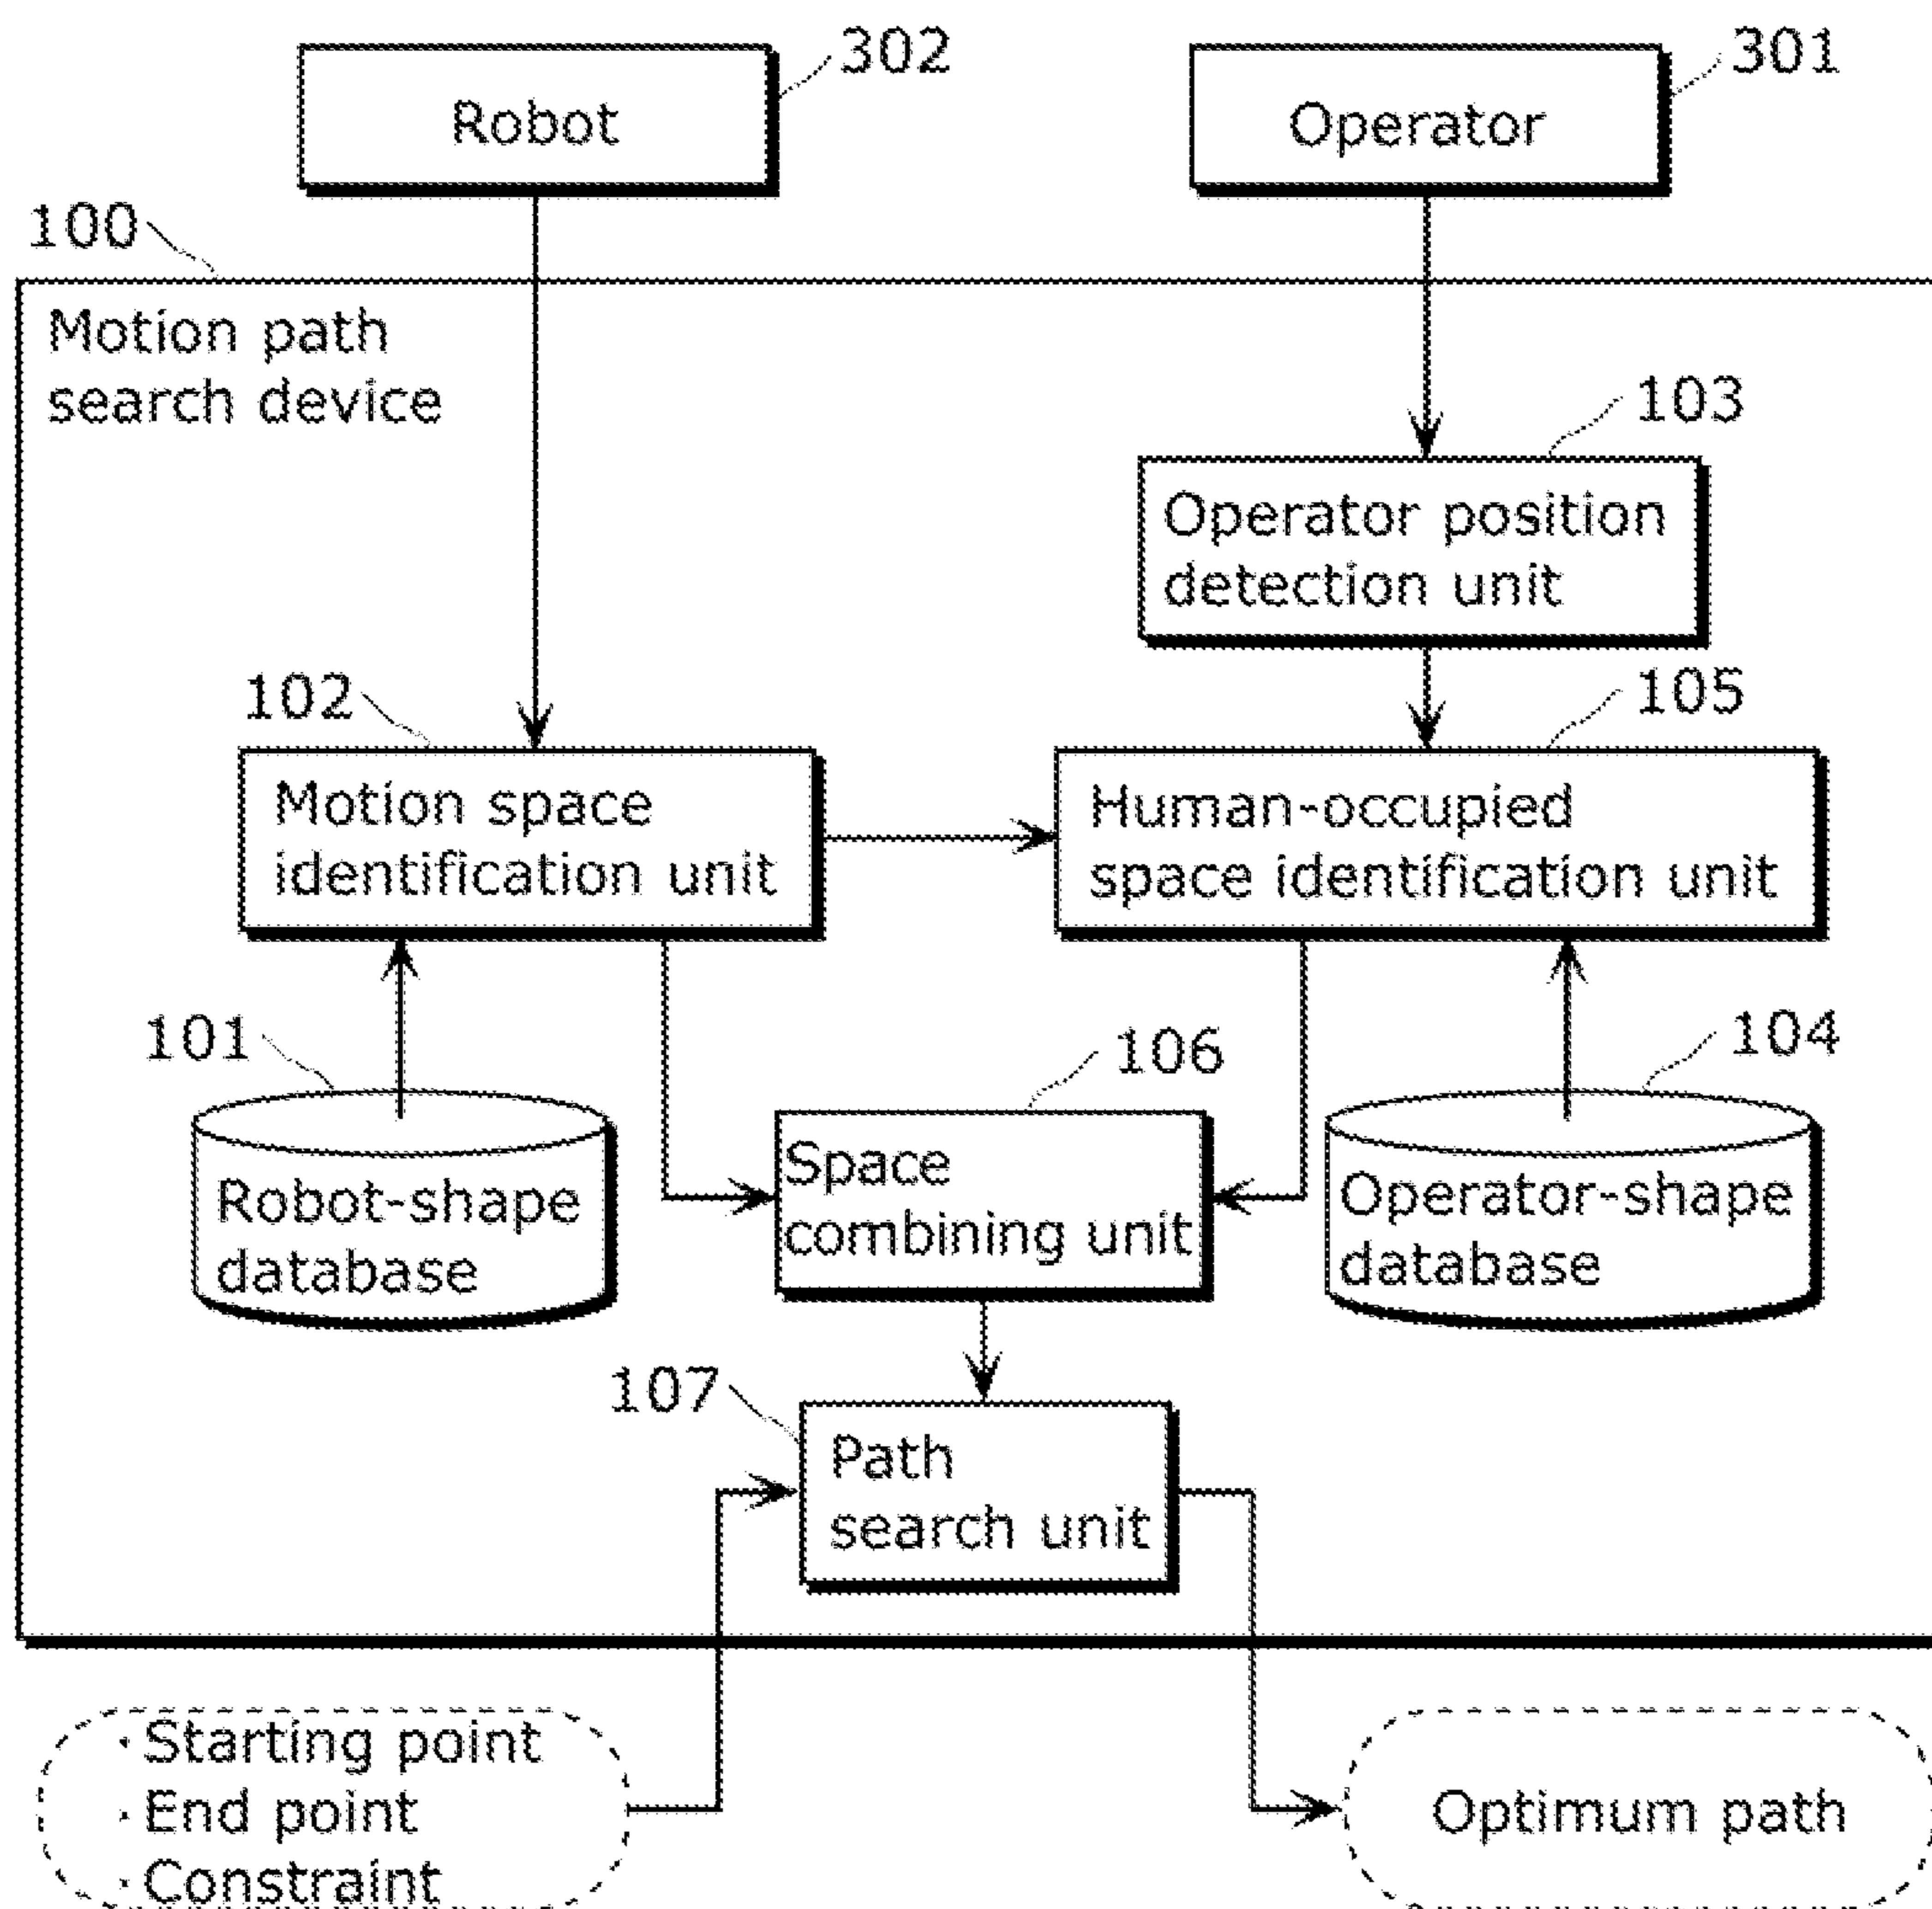 302
301
Robot
Operator
100
Motion path
search device
103
Operator position
detection unit
102
105
Motion space
identification unit
Human-occupied
space identification unit
101
106
104
Robot-shape
database
Space
combining unit
Operator-shape
database
107
Path
search unit
· Starting point
· End point
· Constraint
Optimum path